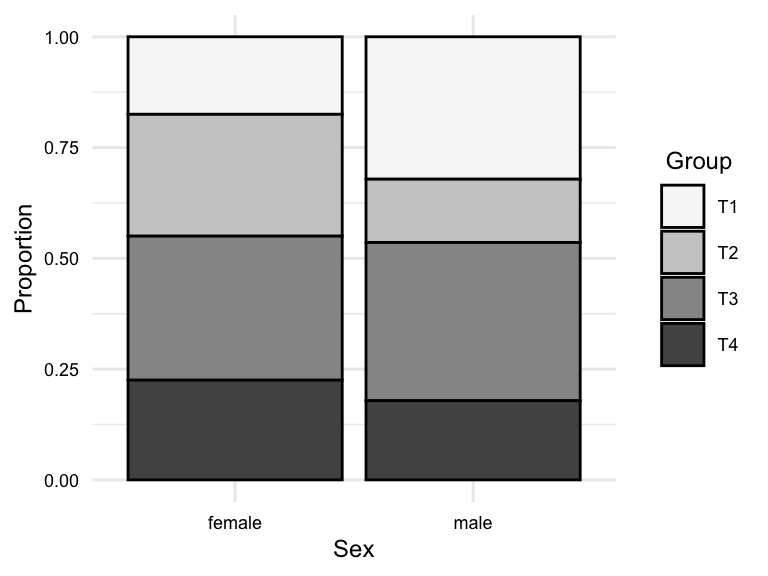 1.00
0.75
0.50
0.25
0.00
Proportion
female
male
Sex
Group
T1
T2
T3
T4